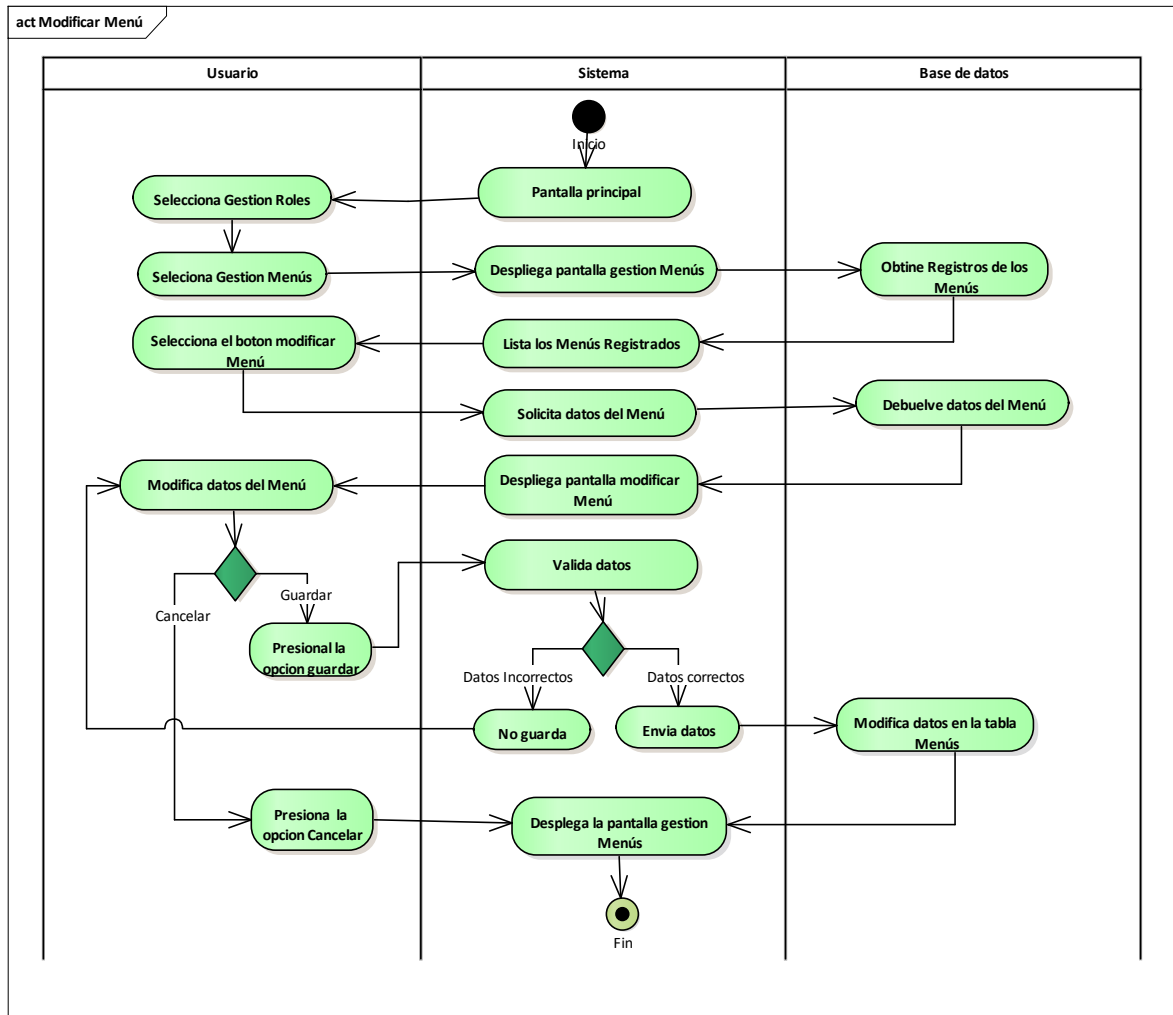 act Modificar Menú
Usuario
Sistema
Base de datos
Inicio
Pantalla principal
Selecciona Gestion Roles
Seleciona Gestion Menús
Despliega pantalla gestion Menús
Obtine Registros de los
Menús
Selecciona el boton modificar
Menú
Lista los Menús Registrados
Solicita datos del Menú
Debuelve datos del Menú
Modifica datos del Menú
Despliega pantalla modificar
Menú
Valida datos
Guardar
Cancelar
Presional la
opcion guardar
Datos Incorrectos
Datos correctos
No guarda
Envia datos
Modifica datos en la tabla
Menús
Presiona la
opcion Cancelar
Desplega la pantalla gestion
Menús
Fin